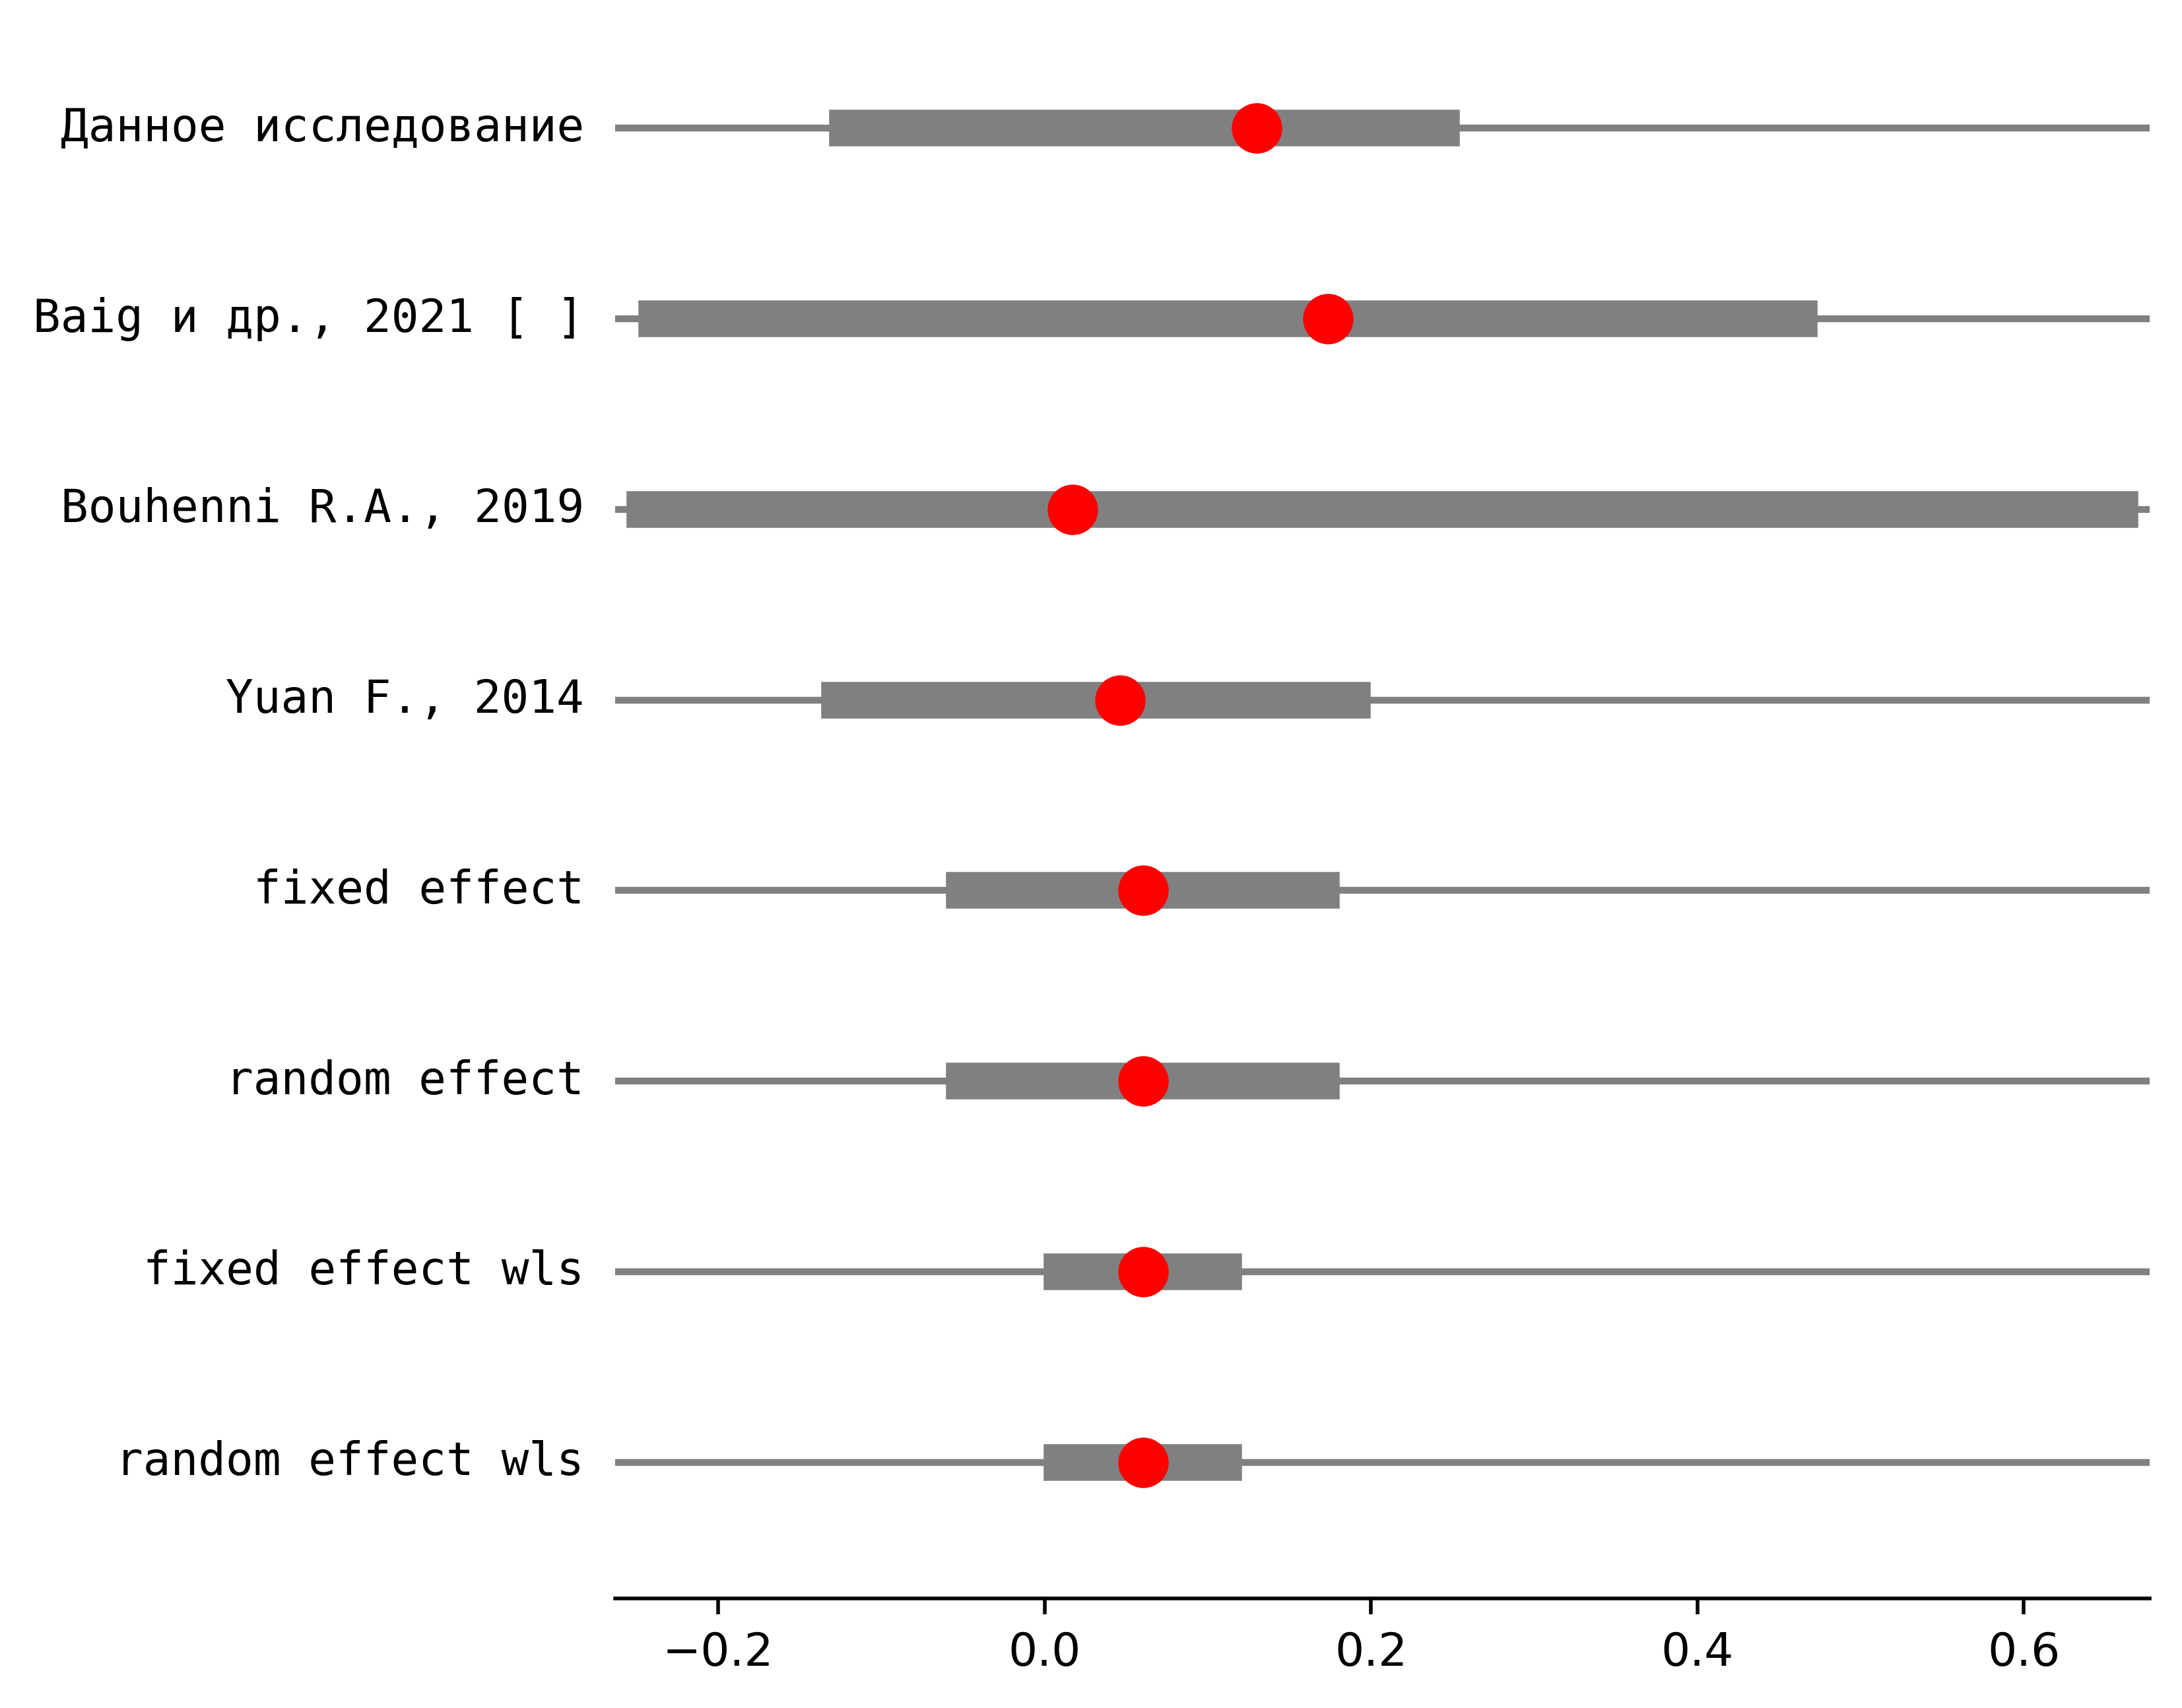 Данное исследование
Baig и др., 2021 [ ]
Bouhenni R.A., 2019
Yuan F., 2014
fixed effect
random effect
fixed effect wls
random effect wls
−0.2 0.0 0.2 0.4 0.6